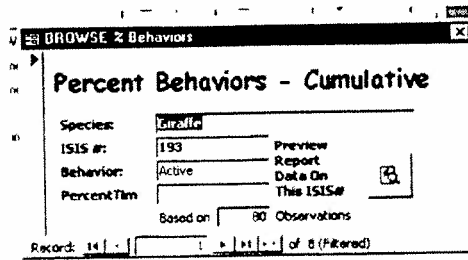 BROWSE % Behaviors
Percent Behaviors - Cumulative
Species: Giraffe
ISIS #: 193
Behavior: Active
PercentTim
Preview
Report
Data On
This ISIS#
Based on 80 Observations
Record: 1 of 8 (Filtered)